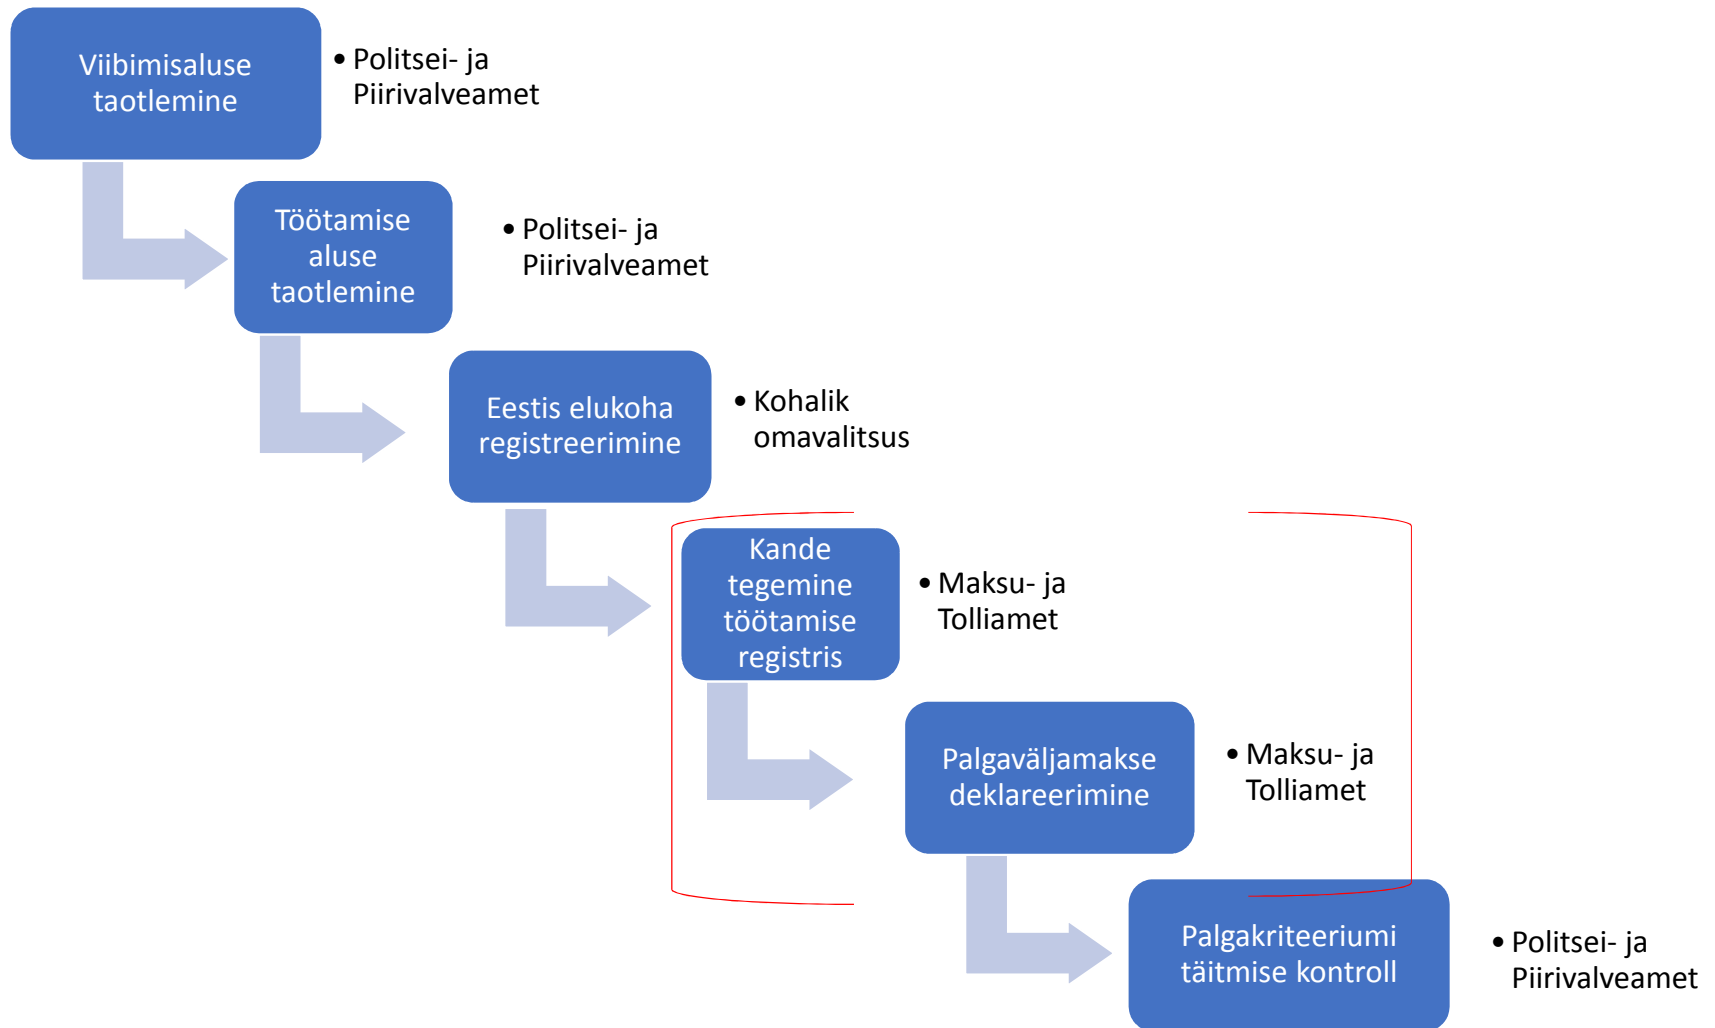 Viibimisaluse
taotlemine
• Politsei- ja
Piirivalveamet
Töötamise
aluse
taotlemine
• Politsei- ja
Piirivalveamet
Eestis elukoha
registreerimine
• Kohalik
omavalitsus
Kande
tegemine
töötamise
registris
• Maksu- ja
Tolliamet
Palgaväljamakse
deklareerimine
• Maksu- ja
Tolliamet
Palgakriteeriumi
täitmise kontroll
• Politsei- ja
Piirivalveamet